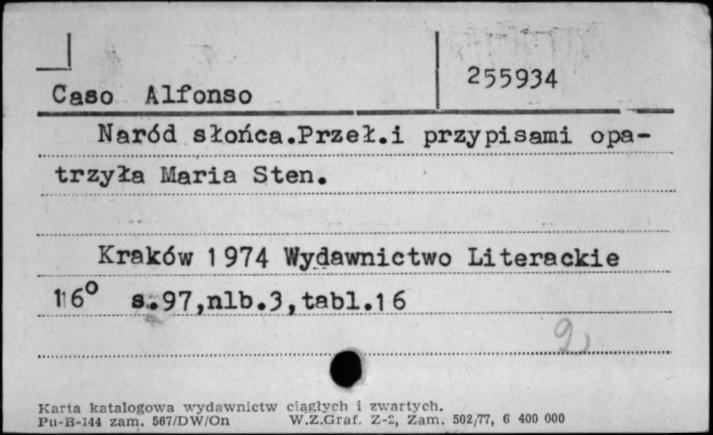 255934
Caso Alfonso
Naród słońca.Przeł.i przypisami opa-
trzyła Maria Sten.
Kraków 1974 Wydawnictwo Literackie
16° s.97,nlb.3,tabl.16
2
Karta katalogowa wydawnictw ciągłych i zwartych.
Pu-B-144 zam. 567/DW/On W.Z.Graf. Z-2, Zam. 502/77, 6 400 000